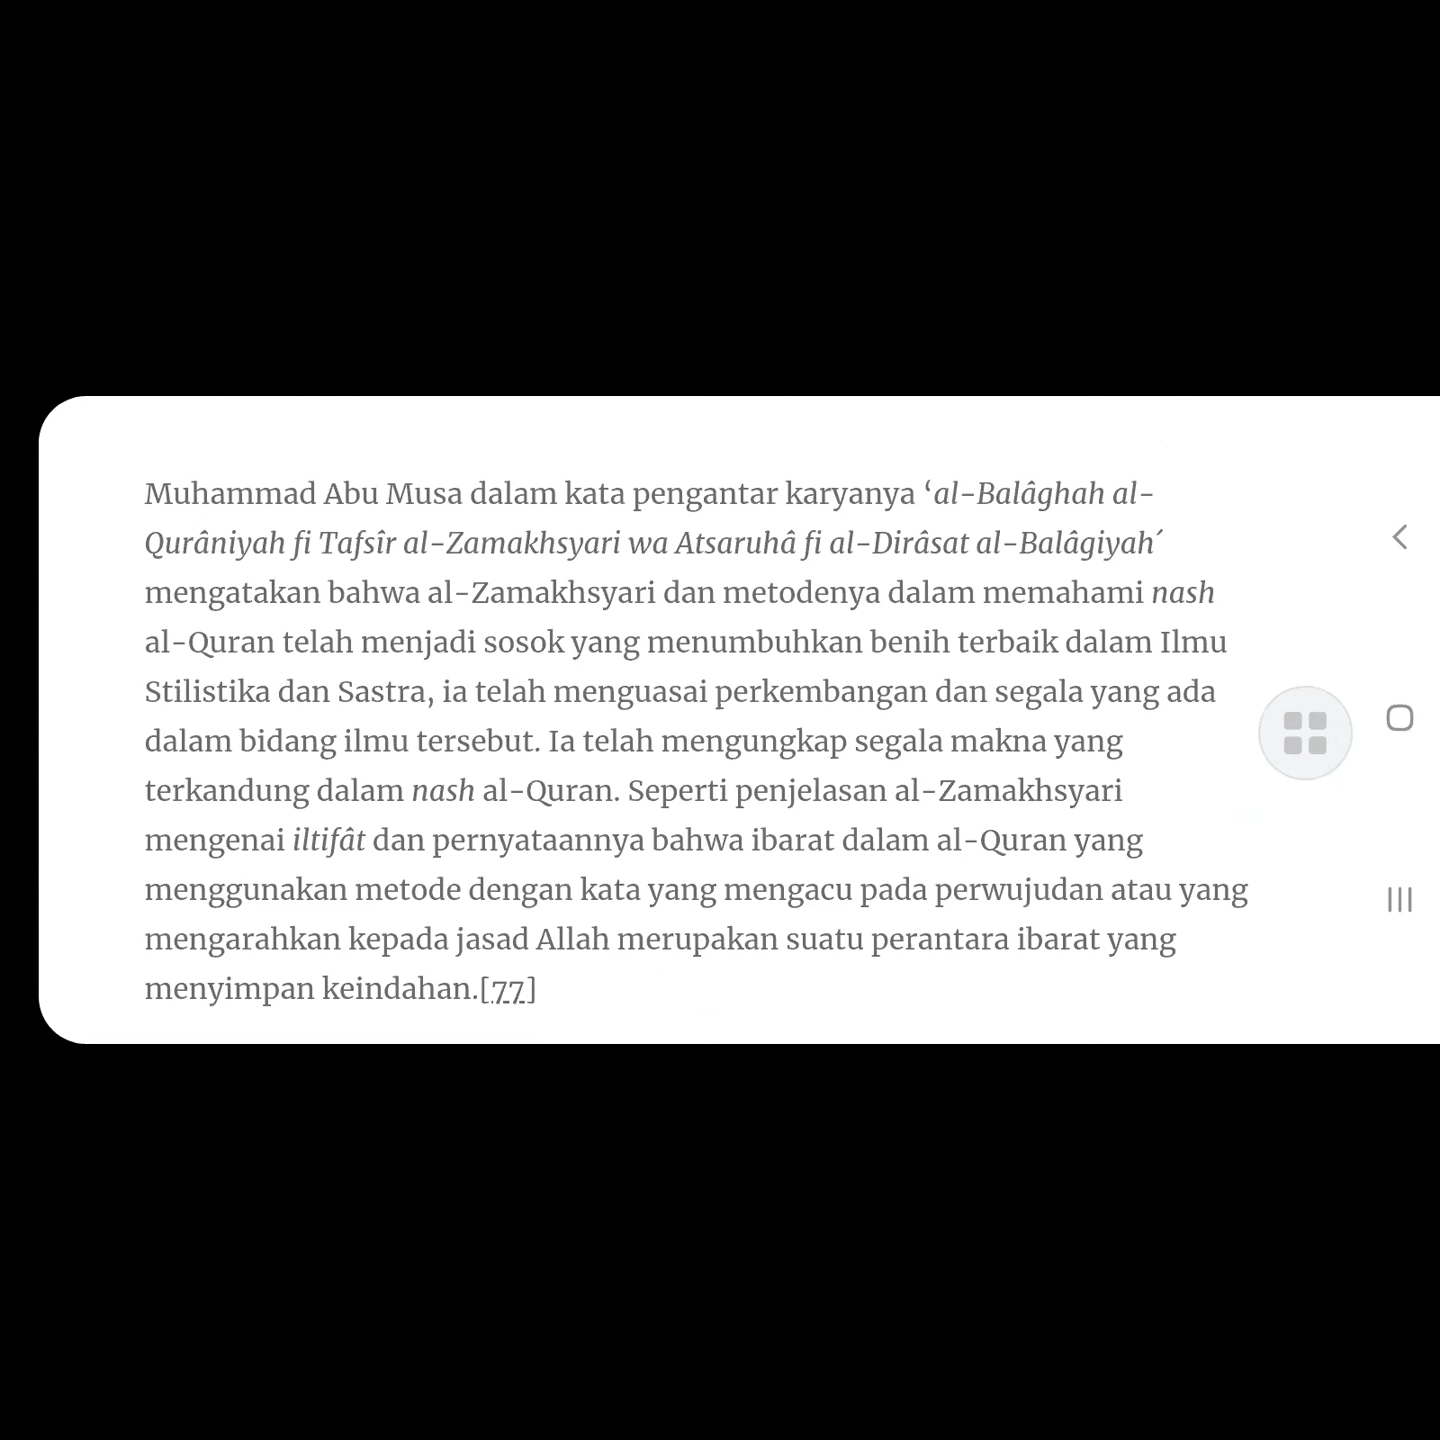 Muhammad Abu Musa dalam kata pengantar karyanya ‘al-Balâghah al-
Qurâniyah fi Tafsîr al-Zamakhsyari wa Atsaruhâ fi al-Dirâsat al-Balâgiyah´
mengatakan bahwa al-Zamakhsyari dan metodenya dalam memahami nash
al-Quran telah menjadi sosok yang menumbuhkan benih terbaik dalam Ilmu
Stilistika dan Sastra, ia telah menguasai perkembangan dan segala yang ada
dalam bidang ilmu tersebut. Ia telah mengungkap segala makna yang
terkandung dalam nash al-Quran. Seperti penjelasan al-Zamakhsyari
mengenai iltifât dan pernyataannya bahwa ibarat dalam al-Quran yang
menggunakan metode dengan kata yang mengacu pada perwujudan atau yang
mengarahkan kepada jasad Allah merupakan suatu perantara ibarat yang
menyimpan keindahan.[77]